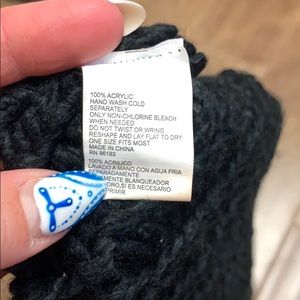 100% ACRYLIC
HAND WASH COLD
SEPARATELY
ONLY NON-CHLORINE BLEACH
WHEN NEEDED
DO NOT TWIST OR WRING
RESHAPE AND LAY FLAT TO DRY.
ONE SIZE FITS MOST
MADE IN CHINA
RN 86183
100% ACRILICO
LAVADO A MANO CON AGUA FRIA
SEPARADAMENTE
BLANQUEADOR
SI ES NECESARIO